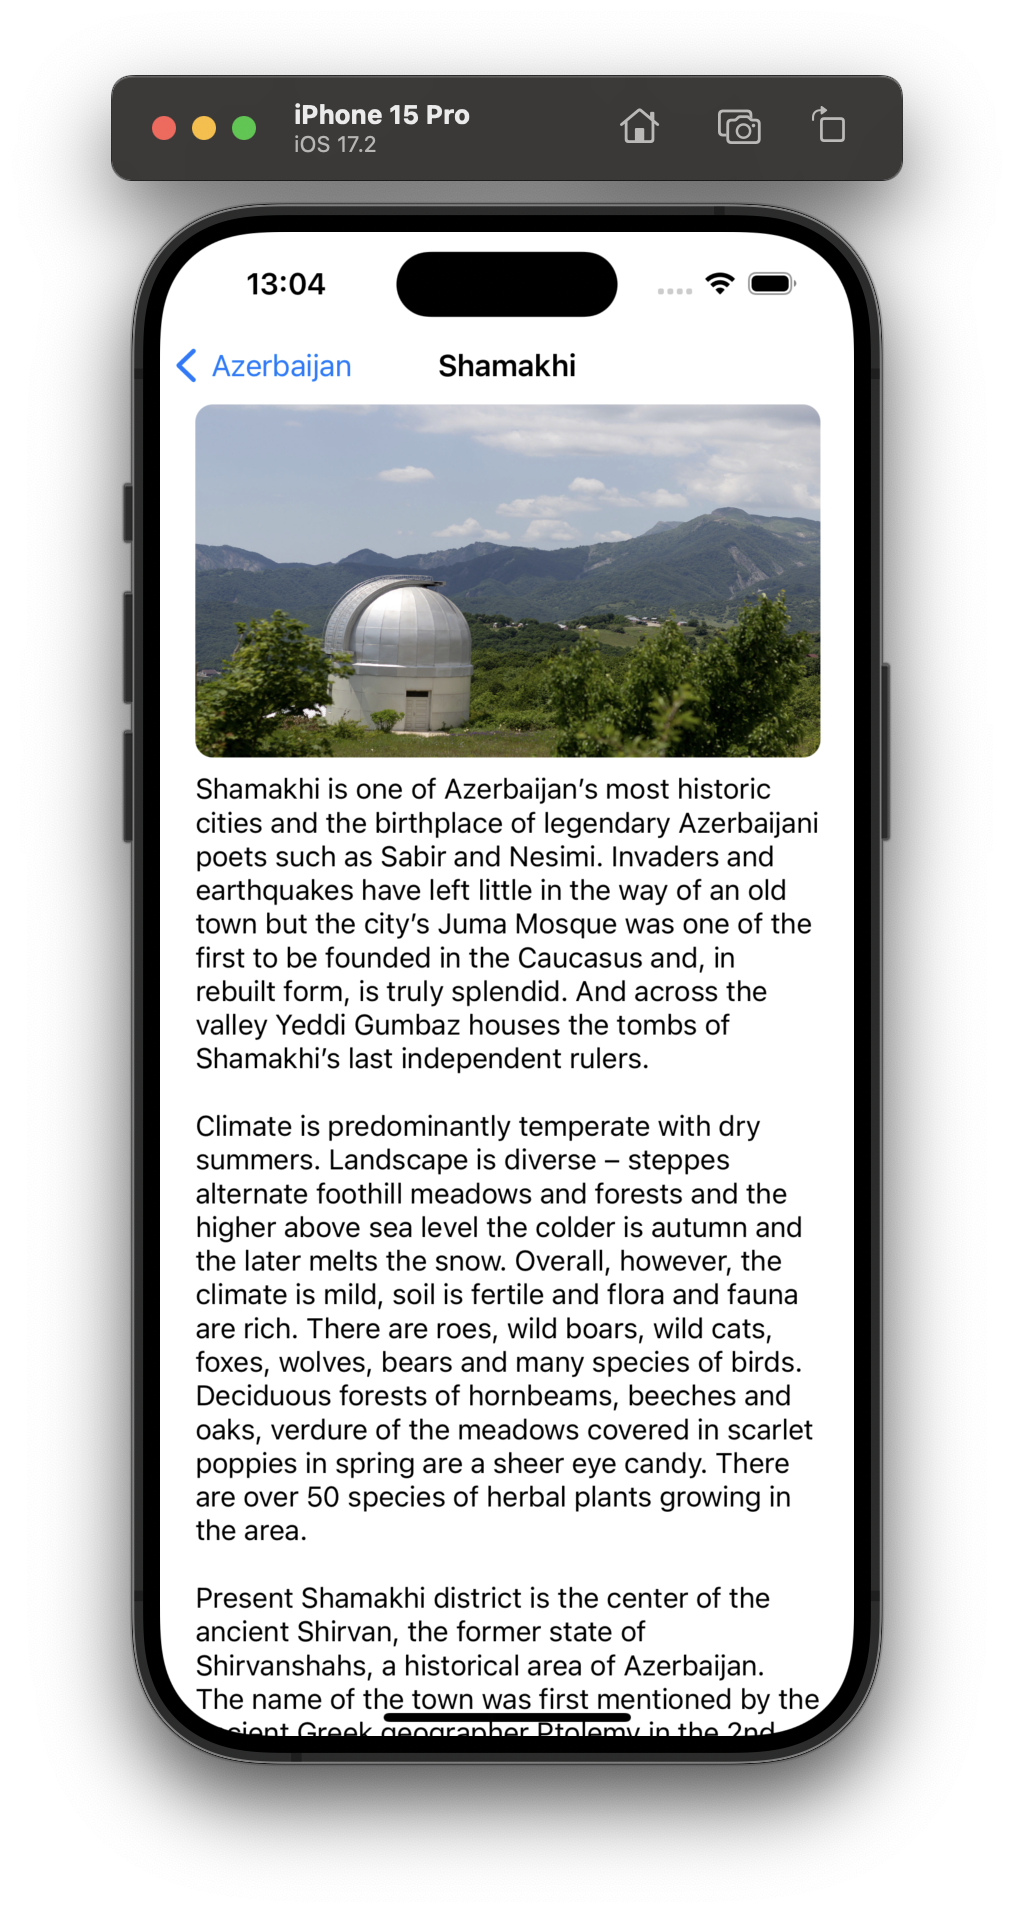 iPhone 15 Pro
iOS 17.2
13:04
Azerbaijan
Shamakhi
Shamakhi is one of Azerbaijan’s most historic
cities and the birthplace of legendary Azerbaijani
poets such as Sabir and Nesimi. Invaders and
earthquakes have left little in the way of an old
town but the city’s Juma Mosque was one of the
first to be founded in the Caucasus and, in
rebuilt form, is truly splendid. And across the
valley Yeddi Gumbaz houses the tombs of
Shamakhi’s last independent rulers.
Climate is predominantly temperate with dry
summers. Landscape is diverse – steppes
alternate foothill meadows and forests and the
higher above sea level the colder is autumn and
the later melts the snow. Overall, however, the
climate is mild, soil is fertile and flora and fauna
are rich. There are roes, wild boars, wild cats,
foxes, wolves, bears and many species of birds.
Deciduous forests of hornbeams, beeches and
oaks, verdure of the meadows covered in scarlet
poppies in spring are a sheer eye candy. There
are over 50 species of herbal plants growing in
the area.
Present Shamakhi district is the center of the
ancient Shirvan, the former state of
Shirvanshahs, a historical area of Azerbaijan.
The name of the town was first mentioned by the
ancient Greek geographer Ptolemy in the 2nd